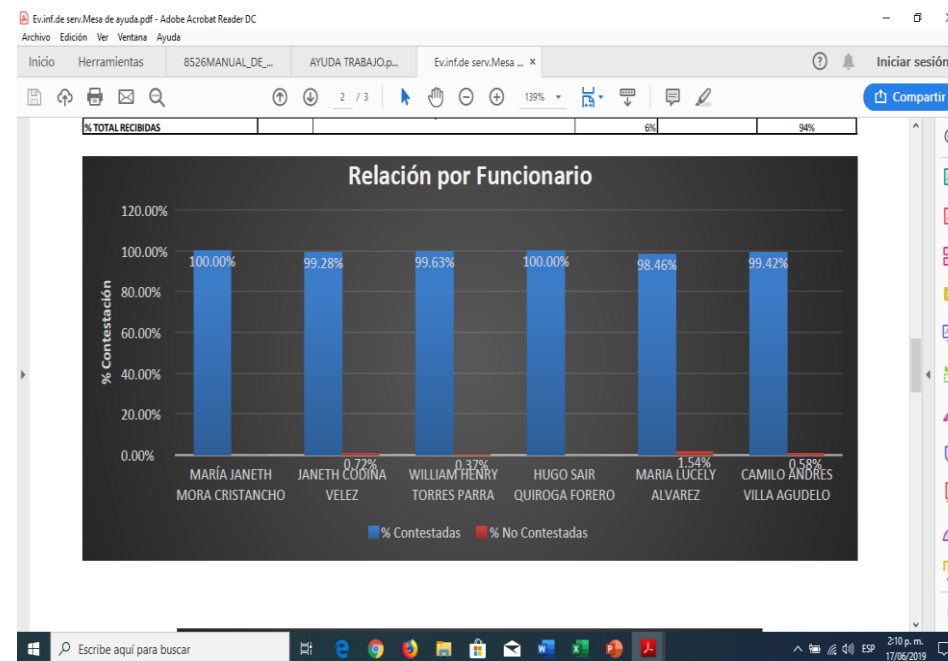 Ev.inf.de serv.Mesa de ayuda.pdf - Adobe Acrobat Reader DC
Archivo Edición Ver Ventana Ayuda
Inicio Herramientas 8526MANUAL_DE_... AYUDA TRABAJO.p... Ev.inf.de serv.Mesa ... x Iniciar sesión
2 / 3 139% Compartir
% TOTAL RECIBIDAS 6% 94%
Relación por Funcionario
120.00%
100.00%
80.00%
60.00%
40.00%
20.00%
0.00%
% Contestación
100.00% 99.28% 99.63% 100.00% 98.46% 99.42%
0.72% 0.37% 1.54% 0.58%
MARÍA JANETH MORA CRISTANCHO
JANETH CODINA VELEZ
WILLIAM HENRY TORRES PARRA
HUGO SAIR QUIROGA FORERO
MARIA LUCELY ALVAREZ
CAMILO ANDRES VILLA AGUDELO
% Contestadas % No Contestadas
Escribe aquí para buscar
ESP
2:10 p. m.
17/06/2019